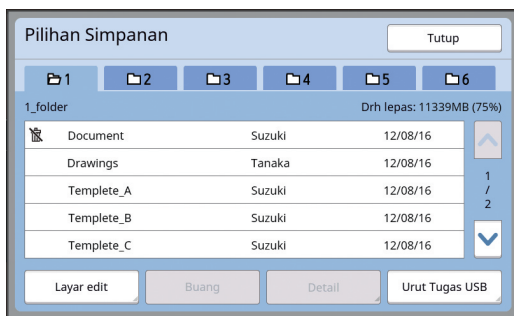 Pilihan Simpanan
Tutup
1 2 3 4 5 6
1_folder Drh lepas: 11339MB (75%)
Document Suzuki 12/08/16
Drawings Tanaka 12/08/16
Templete_A Suzuki 12/08/16
Templete_B Suzuki 12/08/16
Templete_C Suzuki 12/08/16
1
/
2
Layar edit Buang Detail Urut Tugas USB